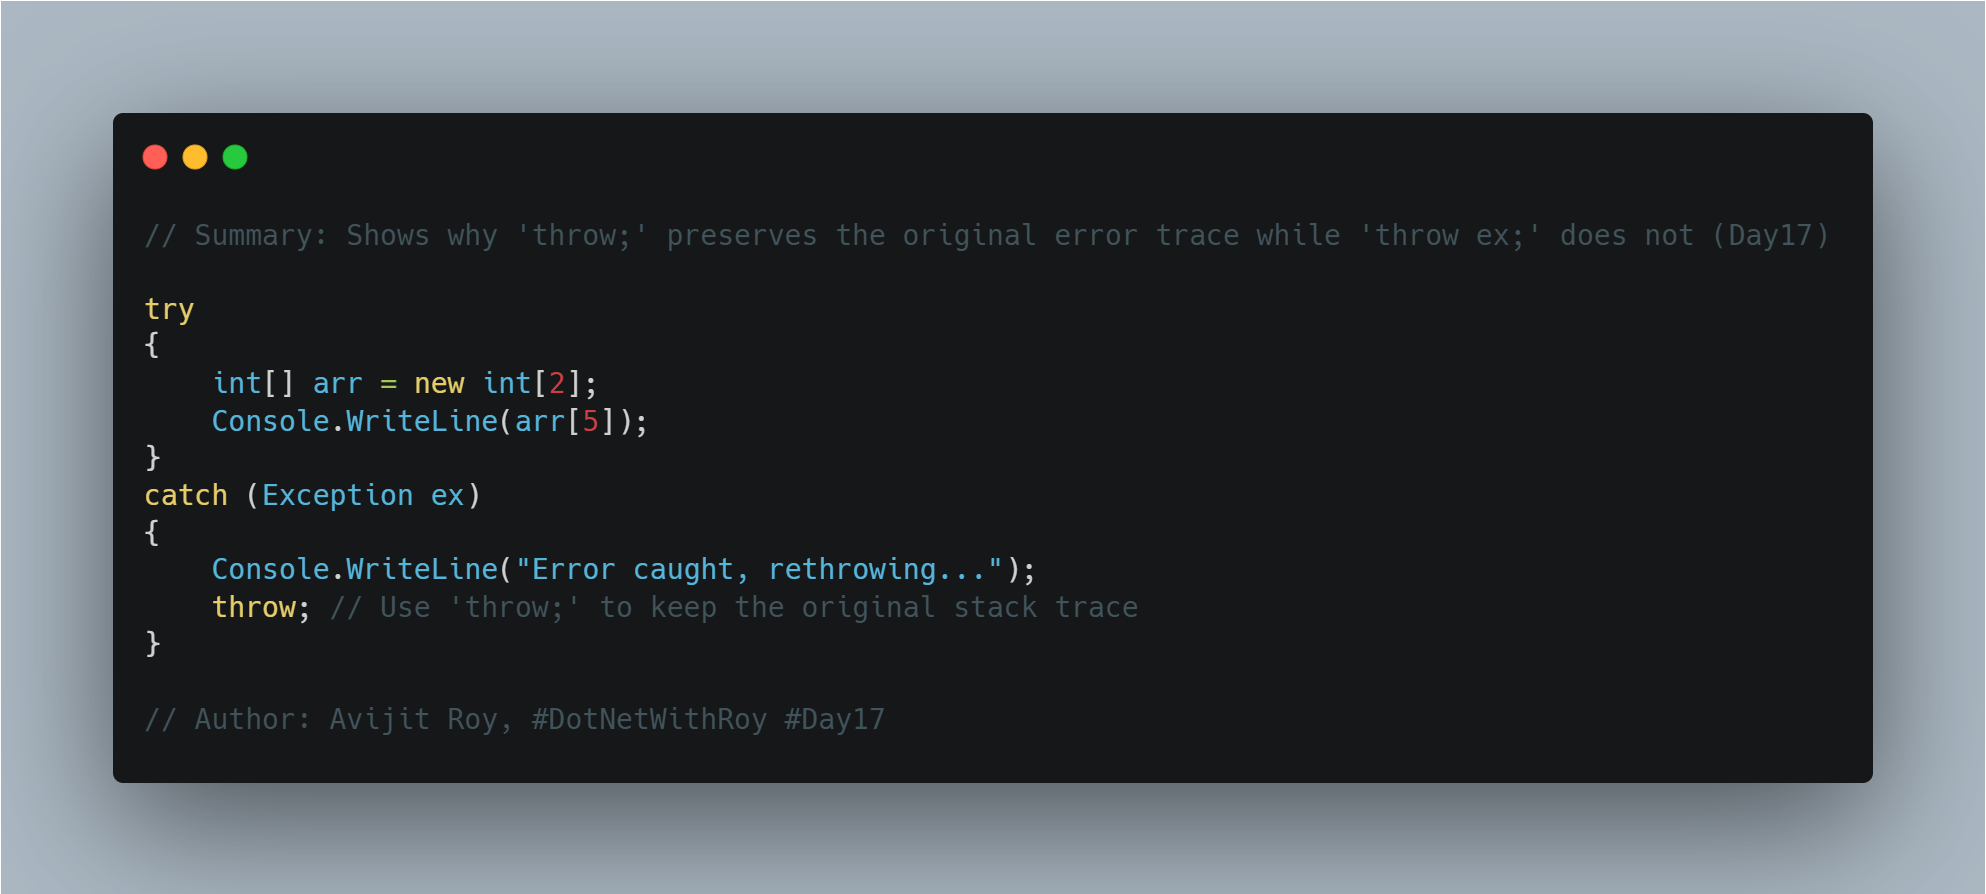 // Summary: Shows why 'throw;' preserves the original error trace while 'throw ex;' does not (Day17)
try
{
    int[] arr = new int[2];
    Console.WriteLine(arr[5]);
}
catch (Exception ex)
{
    Console.WriteLine("Error caught, rethrowing...");
    throw; // Use 'throw;' to keep the original stack trace
}
// Author: Avijit Roy, #DotNetWithRoy #Day17